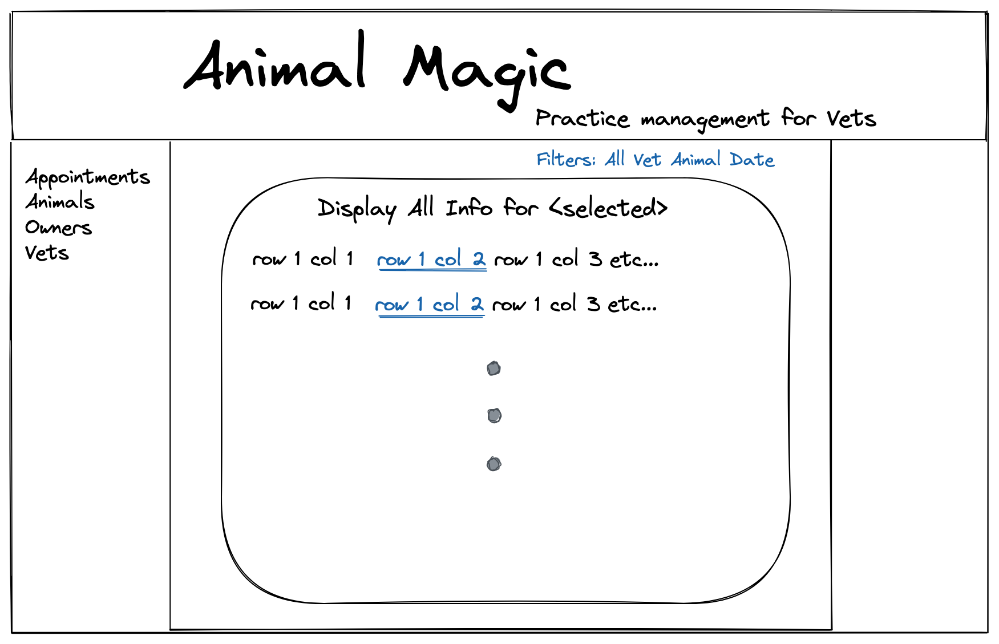 Animal Magic
Practice management for Vets
Filters: All Vet Animal Date
Appointments
Animals
Owners
Vets
Display All Info for <selected>
row 1 col 1 row 1 col 2 row 1 col 3 etc...
row 1 col 1 row 1 col 2 row 1 col 3 etc...